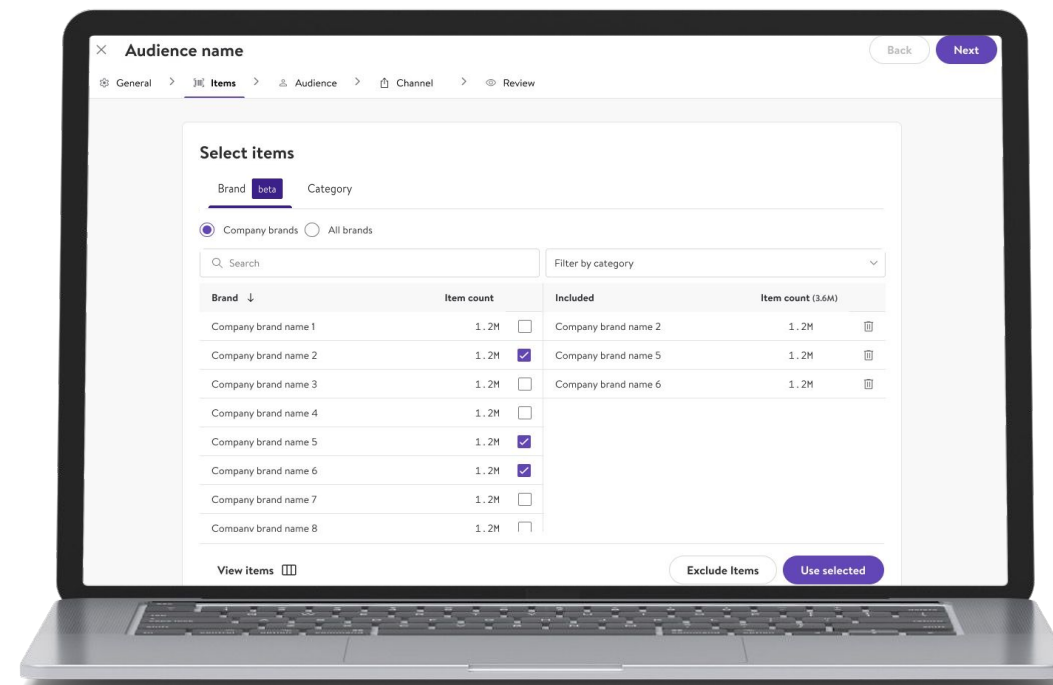 Audience name
Back
Next
General
Items
Audience
Channel
Review
Select items
Brand beta
Category
Company brands
All brands
Search
Filter by category
Brand Item count Included Item count (3.6M)
Company brand name 1 1.2M Company brand name 2 1.2M
Company brand name 2 1.2M Company brand name 5 1.2M
Company brand name 3 1.2M Company brand name 6 1.2M
Company brand name 4 1.2M
Company brand name 5 1.2M
Company brand name 6 1.2M
Company brand name 7 1.2M
Company brand name 8 1.2M
View items
Exclude Items
Use selected